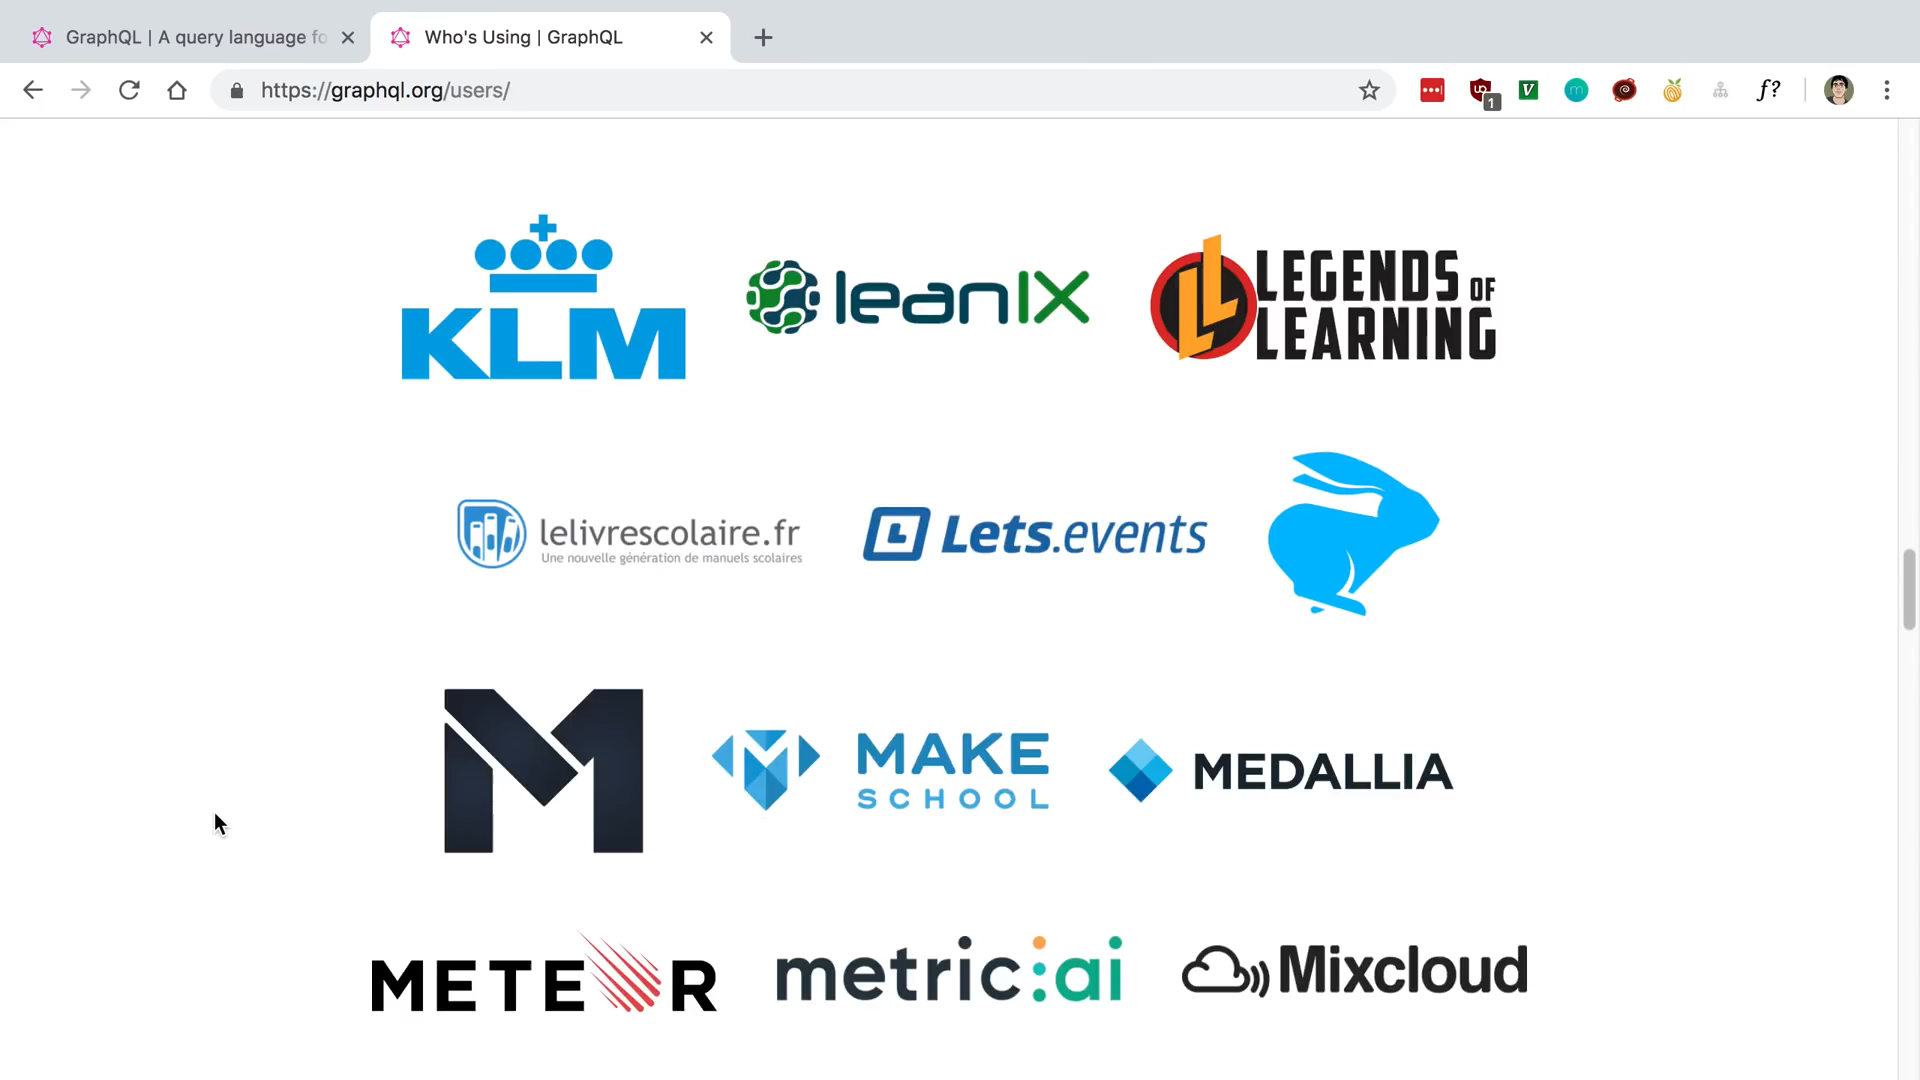 GraphQL | A query language fo
Who's Using | GraphQL
https://graphql.org/users/
1
V
m
f?
KLM
leanIX
LEGENDS OF
LEARNING
lelivrescolaire.fr
Une nouvelle génération de manuels scolaires
Lets.events
M
MAKE
SCHOOL
MEDALLIA
METEOR
metric:ai
Mixcloud